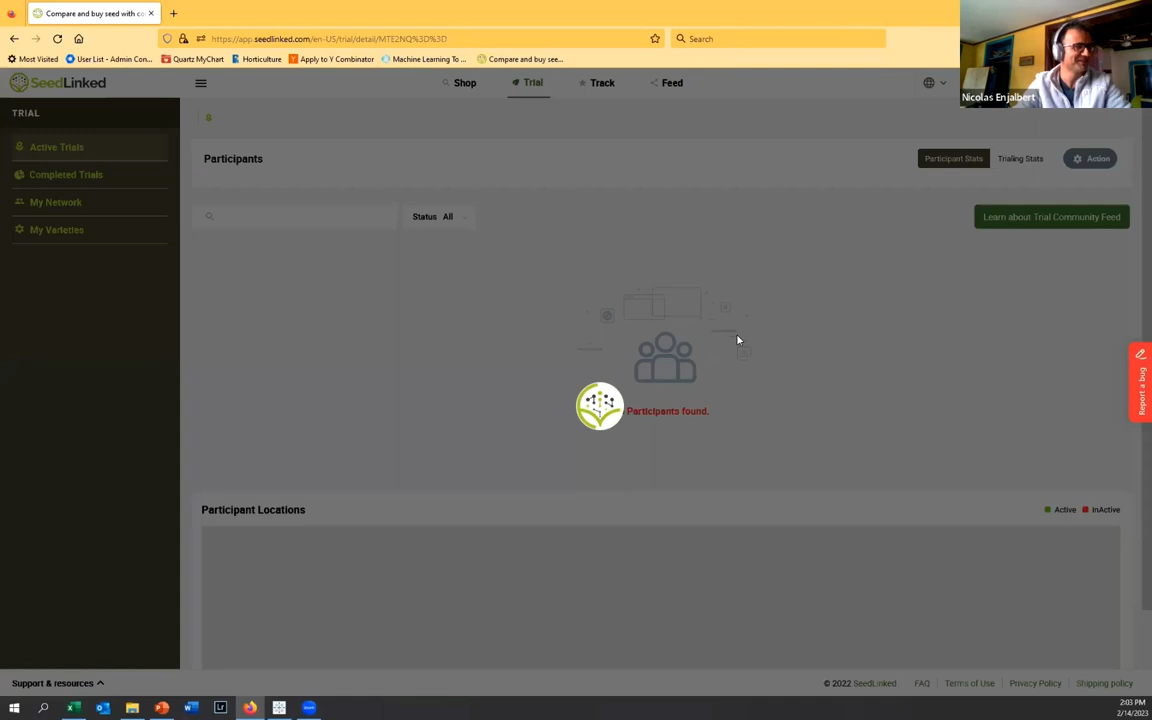 Compare and buy seed with co
https://app.seedlinked.com/en-US/trial/detail/MTE2NQ%3D%3D
Search
Most Visited
User List - Admin Con...
Quartz MyChart
Horticulture
Apply to Y Combinator
Machine Learning To ...
Compare and buy see...
Nicolas Enjalbert
SeedLinked
Shop
Trial
Track
Feed
TRIAL
Active Trials
Completed Trials
My Network
My Varieties
Participants
Participant Stats
Trialing Stats
Action
Status All
Learn about Trial Community Feed
Participants found.
Report a bug
Participant Locations
Active
InActive
Support & resources
© 2022 SeedLinked
FAQ
Terms of Use
Privacy Policy
Shipping policy
2:03 PM
2/14/2023